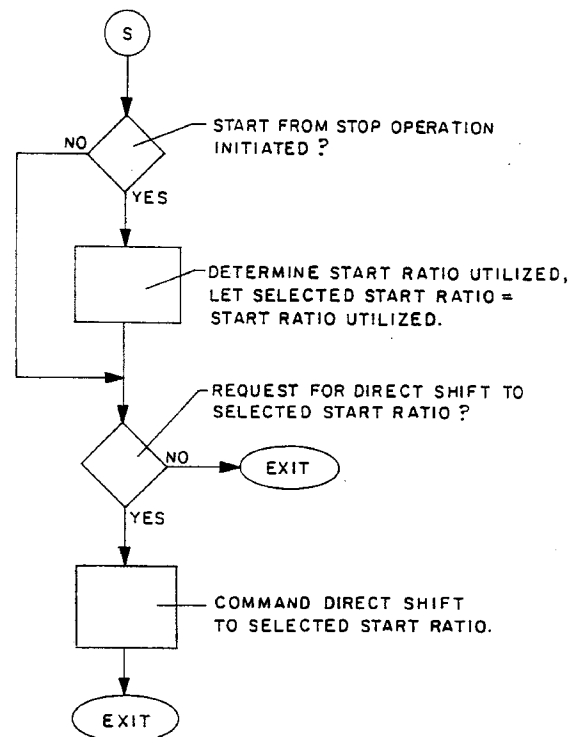 S
START FROM STOP OPERATION
INITIATED ?
NO
YES
DETERMINE START RATIO UTILIZED,
LET SELECTED START RATIO =
START RATIO UTILIZED.
REQUEST FOR DIRECT SHIFT TO
SELECTED START RATIO ?
NO
EXIT
YES
COMMAND DIRECT SHIFT
TO SELECTED START RATIO.
EXIT